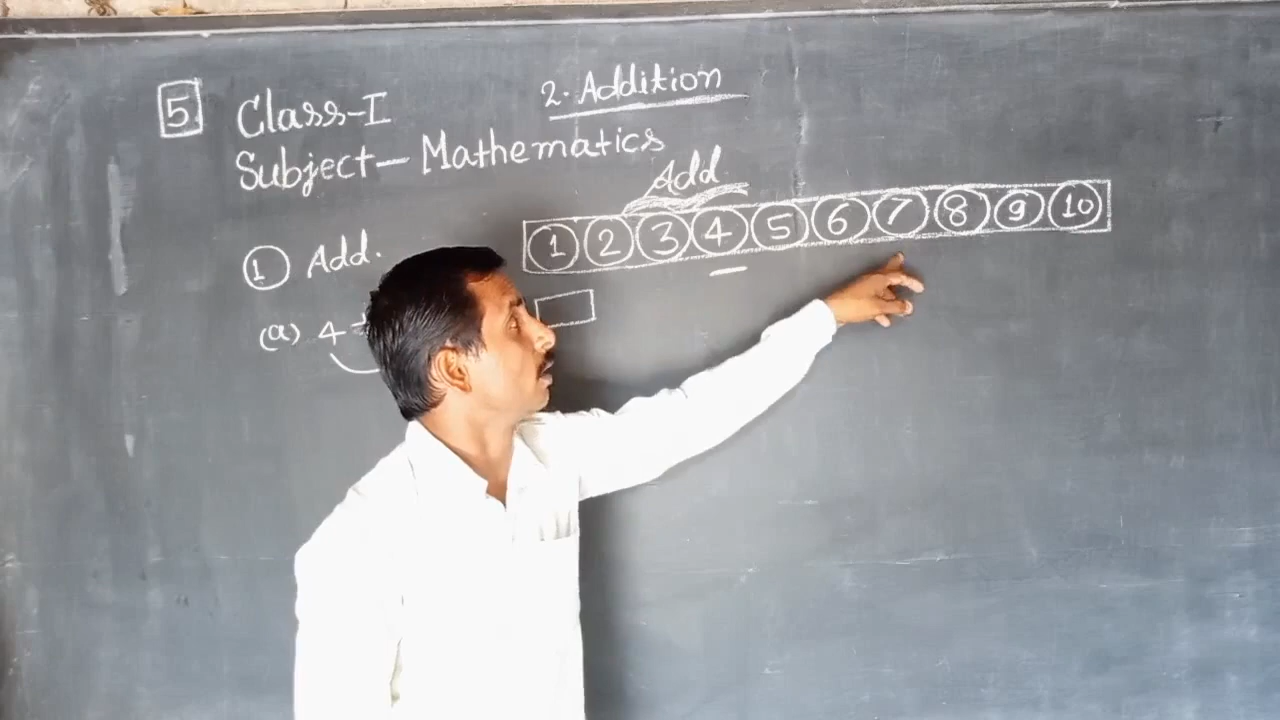 2. Addition
5 Class-I
Subject- Mathematics
Add
1 2 3 4 5 6 7 8 9 10
1 Add.
(a) 4 +